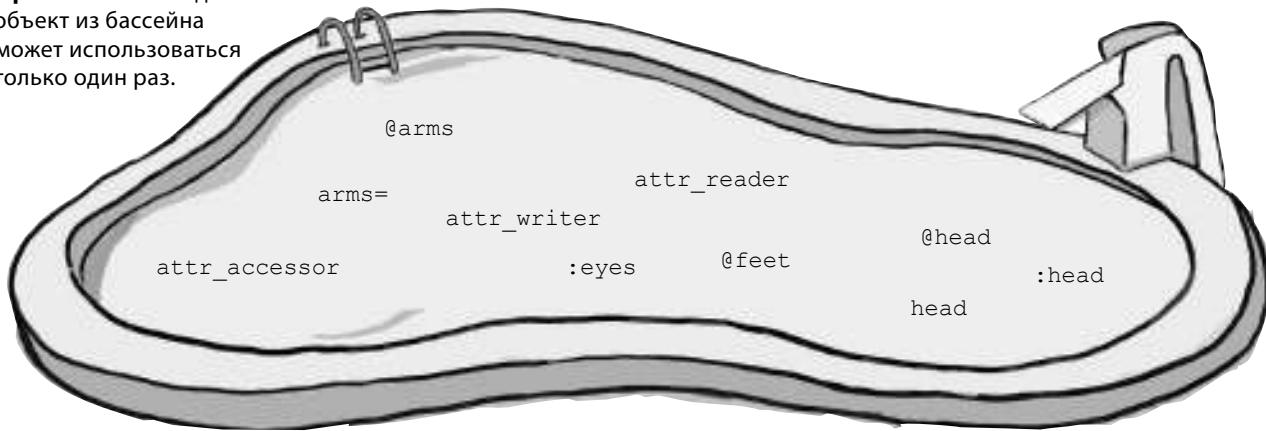 объект из бассейна
может использоваться
только один раз.
@arms
attr_reader
arms=
attr_writer
@head
attr_accessor
:eyes
@feet
:head
head